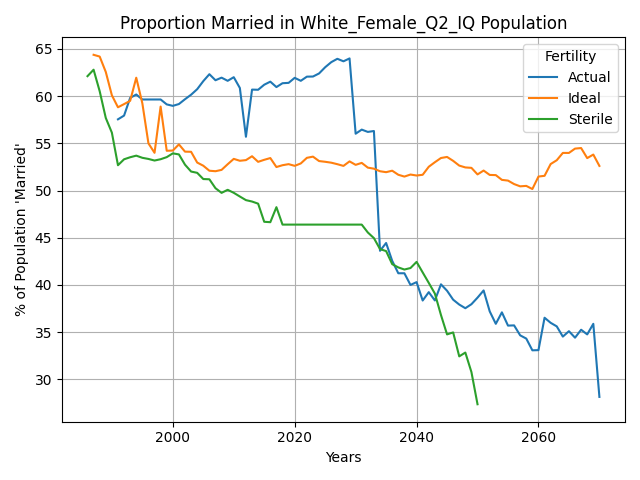 Proportion Married in White_Female_Q2_IQ Population
% of Population 'Married'
65
60
55
50
45
40
35
30
Fertility
Actual
Ideal
Sterile
2000
2020
2040
2060
Years